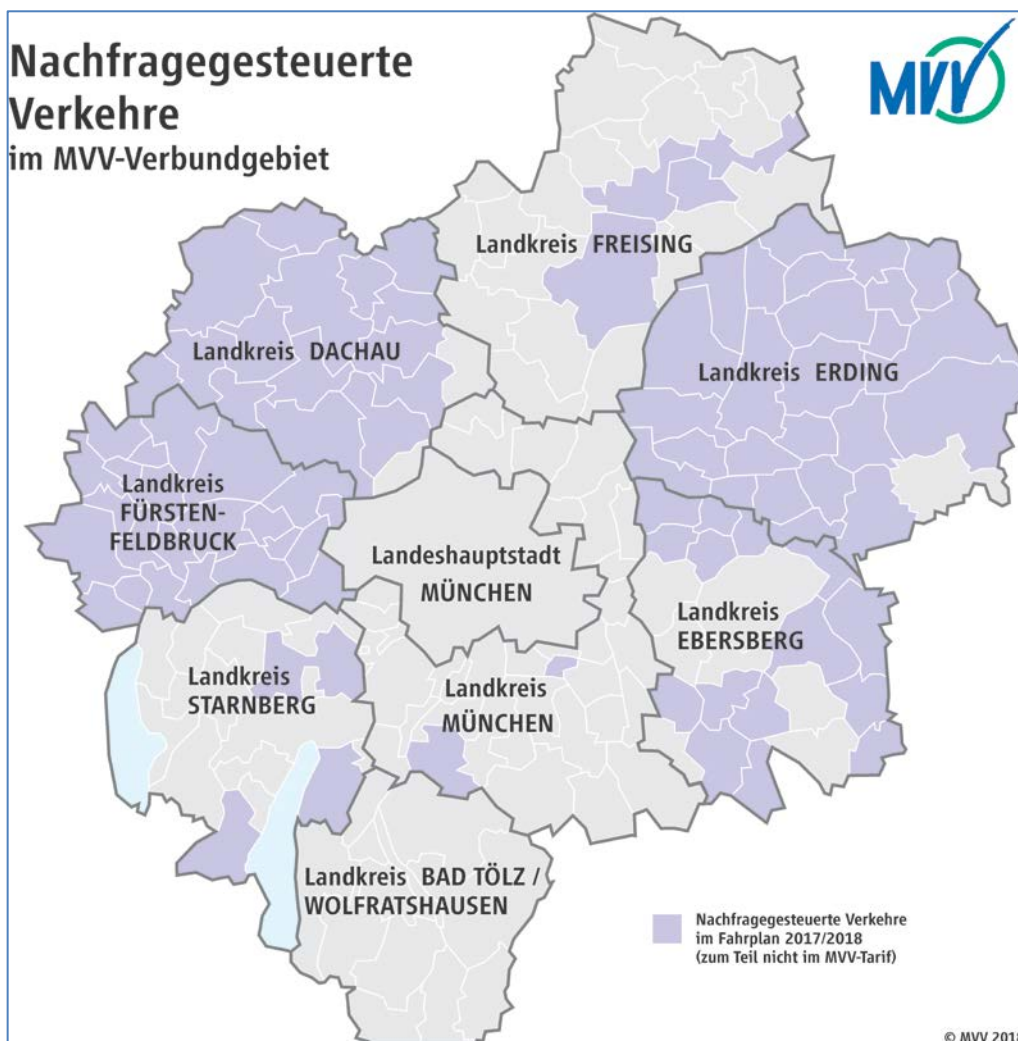 Nachfragegesteuerte
Verkehre
im MVV-Verbundgebiet
MVV
Landkreis FREISING
Landkreis DACHAU
Landkreis ERDING
Landkreis
FÜRSTEN-
FELDBRUCK
Landeshauptstadt
MÜNCHEN
Landkreis
EBERSBERG
Landkreis
STARNBERG
Landkreis
MÜNCHEN
Landkreis BAD TÖLZ /
WOLFRATSHAUSEN
Nachfragegesteuerte Verkehre
im Fahrplan 2017/2018
(zum Teil nicht im MVV-Tarif)
© MVV 2018